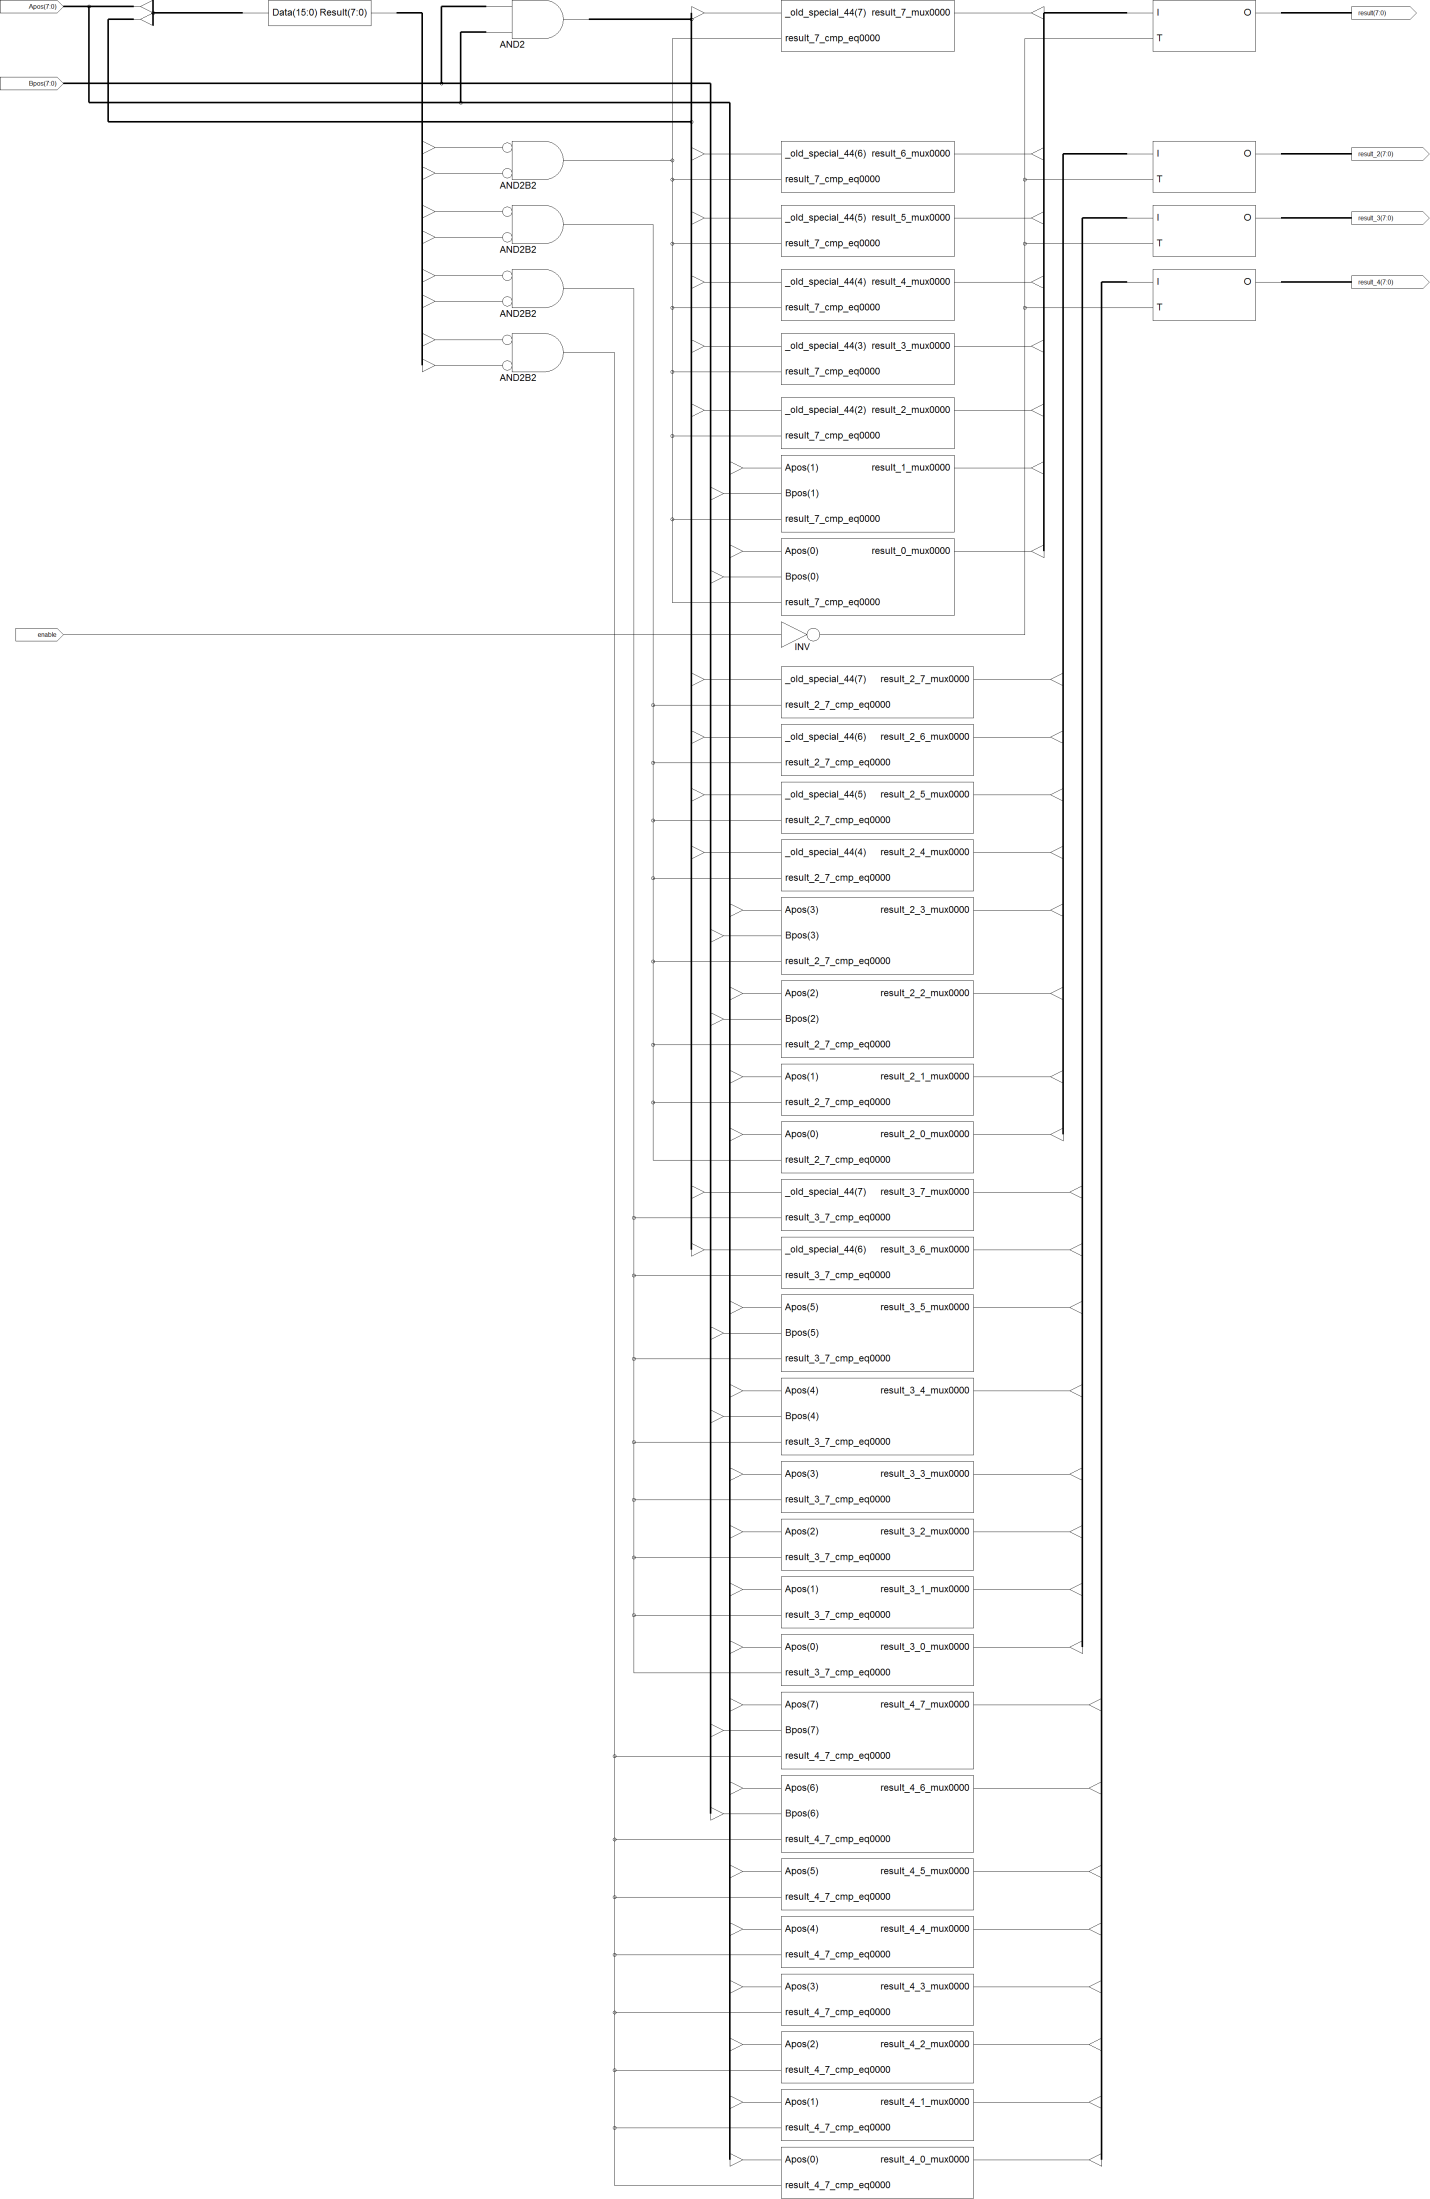 Apos(7:0)
Data(15:0) Result(7:0)
AND2
_old_special_44(7) result_7_mux0000
result_7_cmp_eq0000
I O
T
result(7:0)
Bpos(7:0)
AND2B2
_old_special_44(6) result_6_mux0000
result_7_cmp_eq0000
I O
T
result_2(7:0)
AND2B2
_old_special_44(5) result_5_mux0000
result_7_cmp_eq0000
I O
T
result_3(7:0)
AND2B2
_old_special_44(4) result_4_mux0000
result_7_cmp_eq0000
I O
T
result_4(7:0)
AND2B2
_old_special_44(3) result_3_mux0000
result_7_cmp_eq0000
_old_special_44(2) result_2_mux0000
result_7_cmp_eq0000
Apos(1) result_1_mux0000
Bpos(1)
result_7_cmp_eq0000
Apos(0) result_0_mux0000
Bpos(0)
result_7_cmp_eq0000
enable
INV
_old_special_44(7) result_2_7_mux0000
result_2_7_cmp_eq0000
_old_special_44(6) result_2_6_mux0000
result_2_7_cmp_eq0000
_old_special_44(5) result_2_5_mux0000
result_2_7_cmp_eq0000
_old_special_44(4) result_2_4_mux0000
result_2_7_cmp_eq0000
Apos(3) result_2_3_mux0000
Bpos(3)
result_2_7_cmp_eq0000
Apos(2) result_2_2_mux0000
Bpos(2)
result_2_7_cmp_eq0000
Apos(1) result_2_1_mux0000
result_2_7_cmp_eq0000
Apos(0) result_2_0_mux0000
result_2_7_cmp_eq0000
_old_special_44(7) result_3_7_mux0000
result_3_7_cmp_eq0000
_old_special_44(6) result_3_6_mux0000
result_3_7_cmp_eq0000
Apos(5) result_3_5_mux0000
Bpos(5)
result_3_7_cmp_eq0000
Apos(4) result_3_4_mux0000
Bpos(4)
result_3_7_cmp_eq0000
Apos(3) result_3_3_mux0000
result_3_7_cmp_eq0000
Apos(2) result_3_2_mux0000
result_3_7_cmp_eq0000
Apos(1) result_3_1_mux0000
result_3_7_cmp_eq0000
Apos(0) result_3_0_mux0000
result_3_7_cmp_eq0000
Apos(7) result_4_7_mux0000
Bpos(7)
result_4_7_cmp_eq0000
Apos(6) result_4_6_mux0000
Bpos(6)
result_4_7_cmp_eq0000
Apos(5) result_4_5_mux0000
result_4_7_cmp_eq0000
Apos(4) result_4_4_mux0000
result_4_7_cmp_eq0000
Apos(3) result_4_3_mux0000
result_4_7_cmp_eq0000
Apos(2) result_4_2_mux0000
result_4_7_cmp_eq0000
Apos(1) result_4_1_mux0000
result_4_7_cmp_eq0000
Apos(0) result_4_0_mux0000
result_4_7_cmp_eq0000